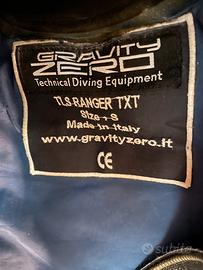 GRAVITY
ZERO
Technical Diving Equipment
TLS RANGER TXT
Size : S
Made in Italy
www.gravityzero.it
CE
subito